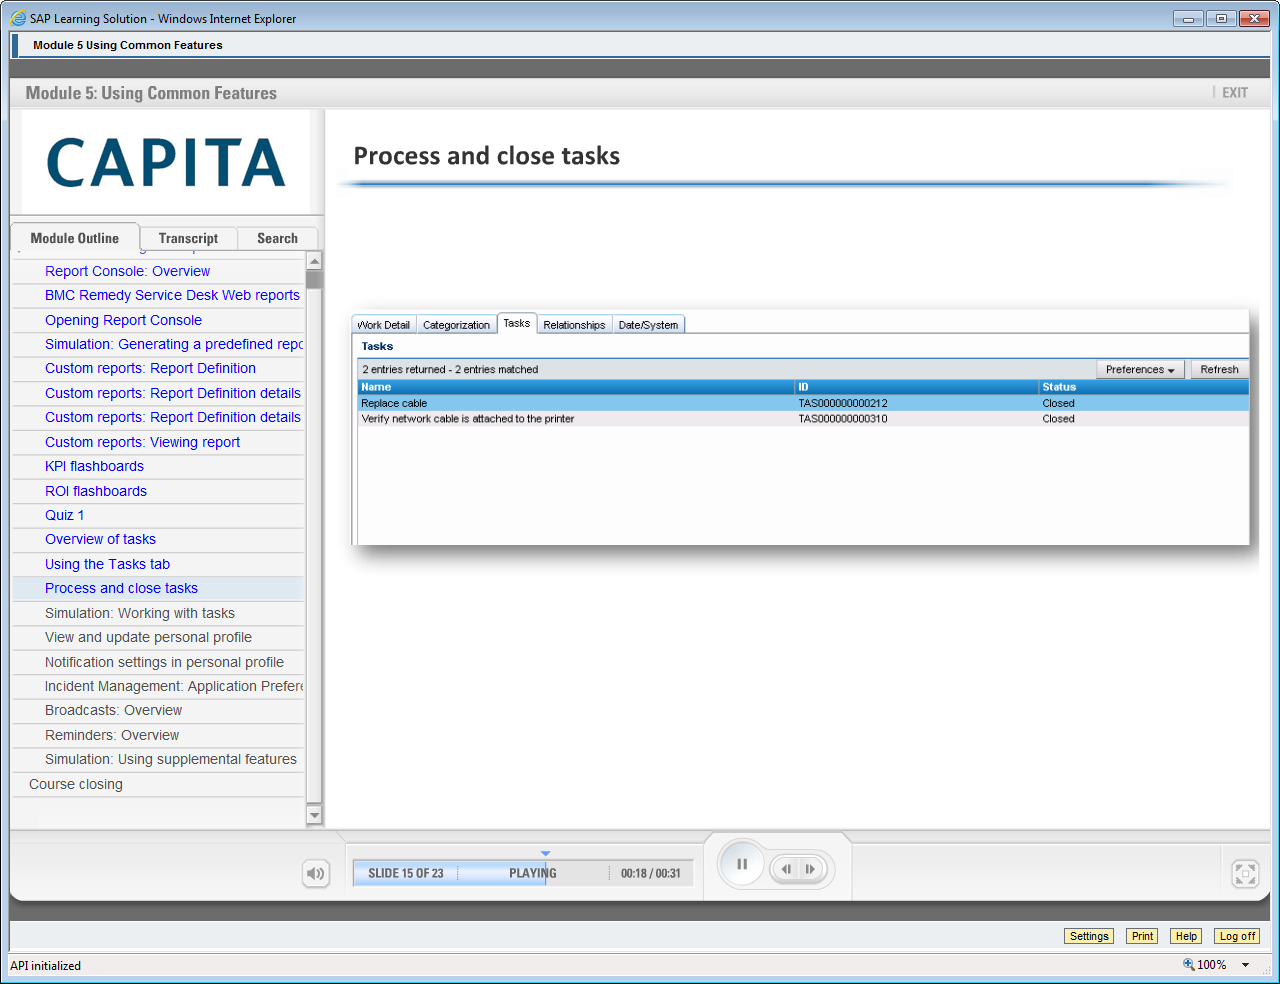 SAP Learning Solution - Windows Internet Explorer
Module 5 Using Common Features
Module 5: Using Common Features
EXIT
CAPITA
Module Outline
Transcript
Search
Report Console: Overview
BMC Remedy Service Desk Web reports
Opening Report Console
Simulation: Generating a predefined repo
Custom reports: Report Definition
Custom reports: Report Definition details
Custom reports: Report Definition details
Custom reports: Viewing report
KPI flashboards
ROI flashboards
Quiz 1
Overview of tasks
Using the Tasks tab
Process and close tasks
Simulation: Working with tasks
View and update personal profile
Notification settings in personal profile
Incident Management: Application Prefere
Broadcasts: Overview
Reminders: Overview
Simulation: Using supplemental features
Course closing
Process and close tasks
Work Detail Categorization Tasks Relationships Date/System
Tasks
2 entries returned - 2 entries matched Preferences Refresh
Name ID Status
Replace cable TAS000000000212 Closed
Verify network cable is attached to the printer TAS000000000310 Closed
SLIDE 15 OF 23 PLAYING 00:18 / 00:31
Settings Print Help Log off
API initialized
100%